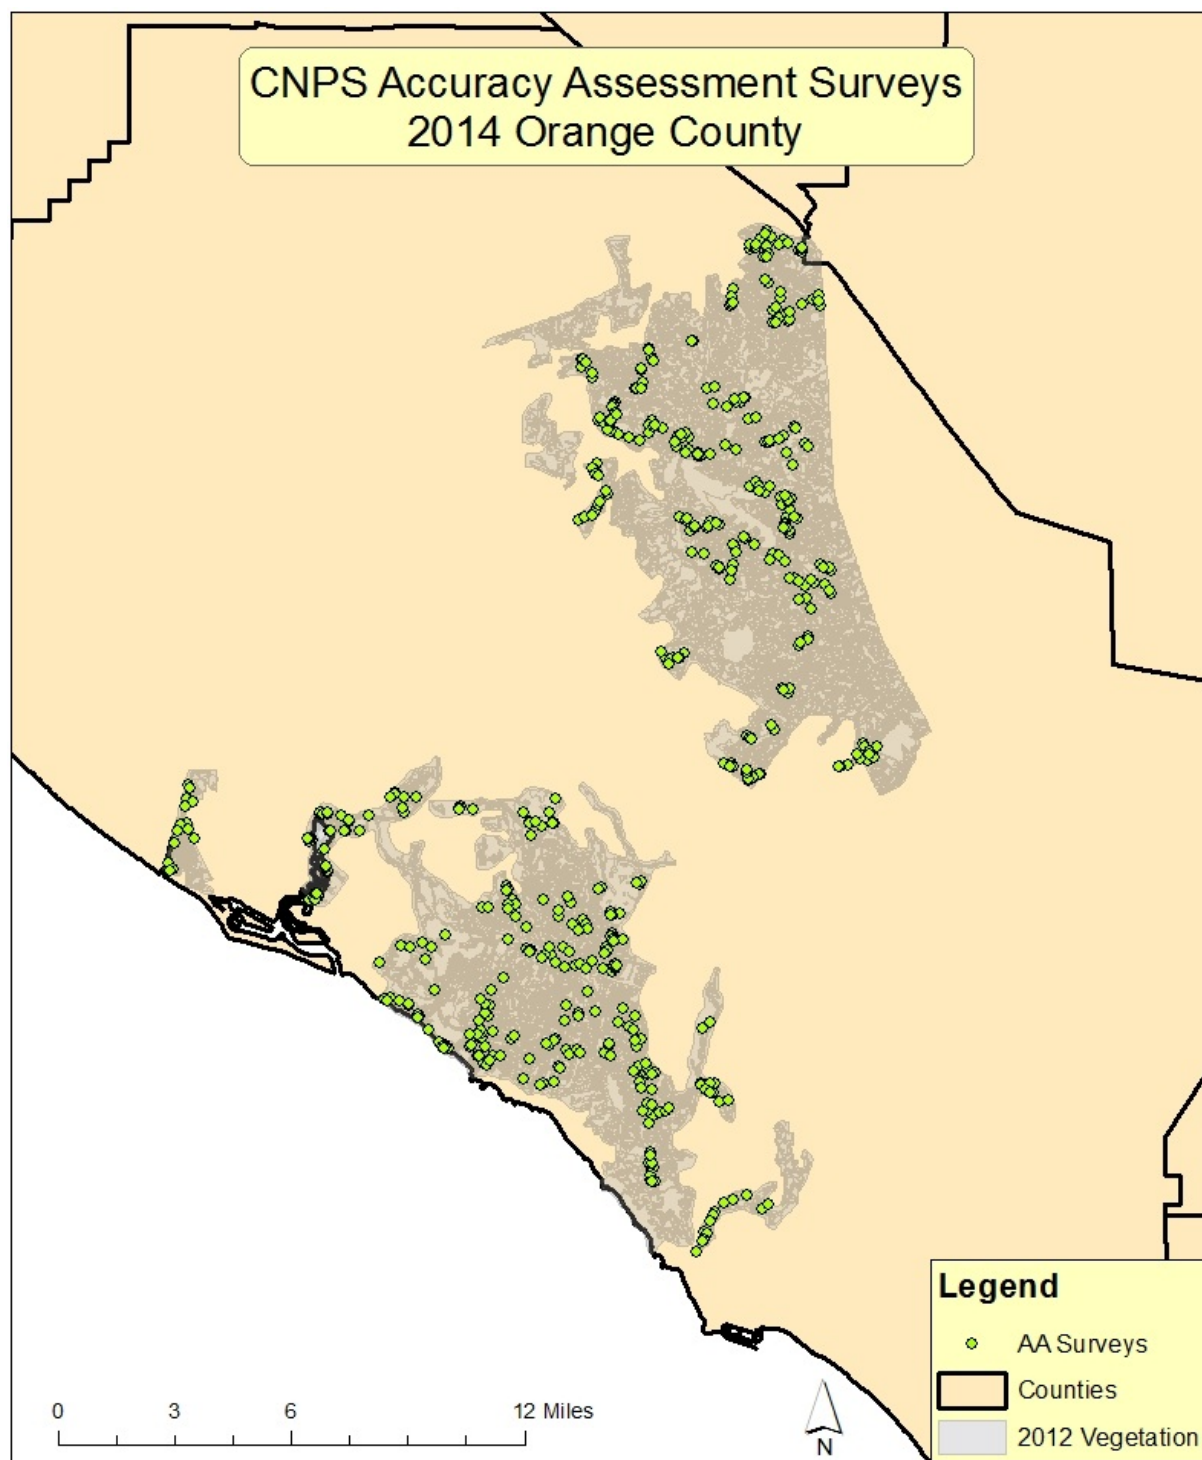 CNPS Accuracy Assessment Surveys
2014 Orange County
Legend
AA Surveys
Counties
2012 Vegetation
0 3 6 12 Miles
N